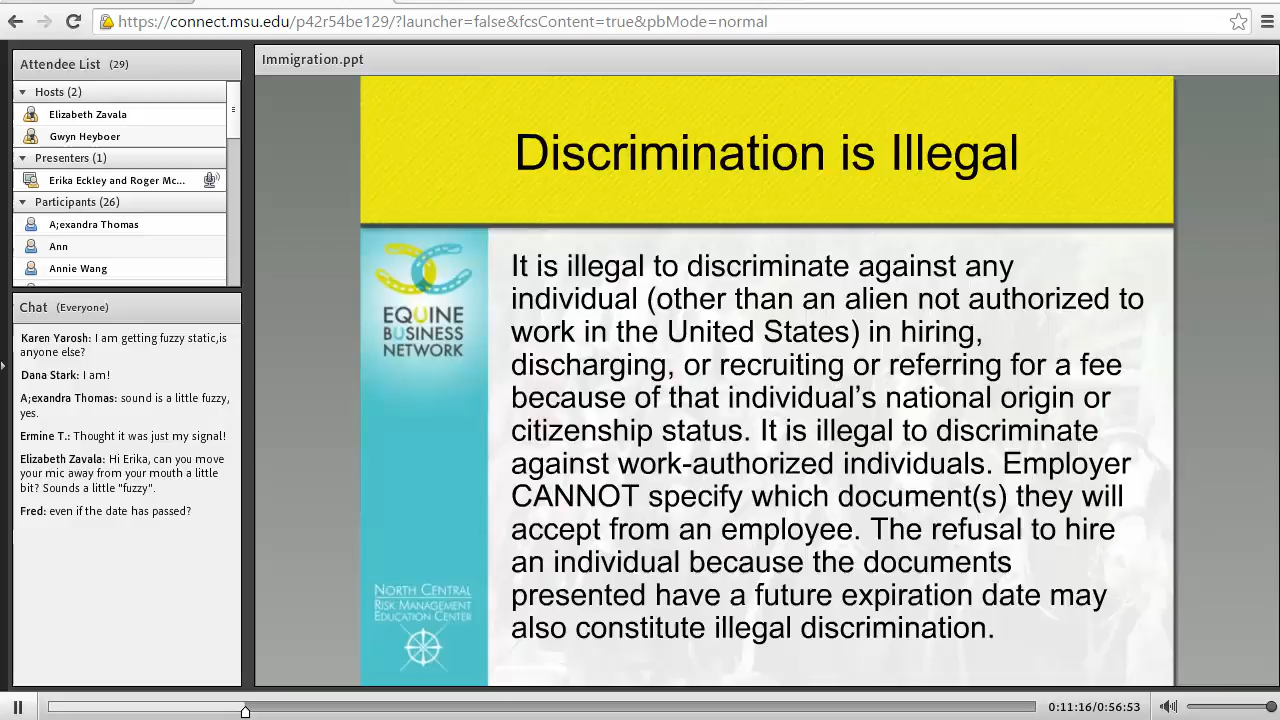 https://connect.msu.edu/p42r54be129/?launcher=false&fcsContent=true&pbMode=normal
Attendee List (29)
Hosts (2)
Elizabeth Zavala
Gwyn Heyboer
Presenters (1)
Erika Eckley and Roger Mc...
Participants (26)
A;exandra Thomas
Ann
Annie Wang
Chat (Everyone)
Karen Yarosh: I am getting fuzzy static,is
anyone else?
Dana Stark: I am!
A;exandra Thomas: sound is a little fuzzy,
yes.
Ermine T.: Thought it was just my signal!
Elizabeth Zavala: Hi Erika, can you move
your mic away from your mouth a little
bit? Sounds a little "fuzzy".
Fred: even if the date has passed?
Immigration.ppt
Discrimination is Illegal
EQUINE
BUSINESS
NETWORK
It is illegal to discriminate against any
individual (other than an alien not authorized to
work in the United States) in hiring,
discharging, or recruiting or referring for a fee
because of that individual’s national origin or
citizenship status. It is illegal to discriminate
against work-authorized individuals. Employer
CANNOT specify which document(s) they will
accept from an employee. The refusal to hire
an individual because the documents
presented have a future expiration date may
also constitute illegal discrimination.
NORTH CENTRAL
RISK MANAGEMENT
EDUCATION CENTER
0:11:16/0:56:53